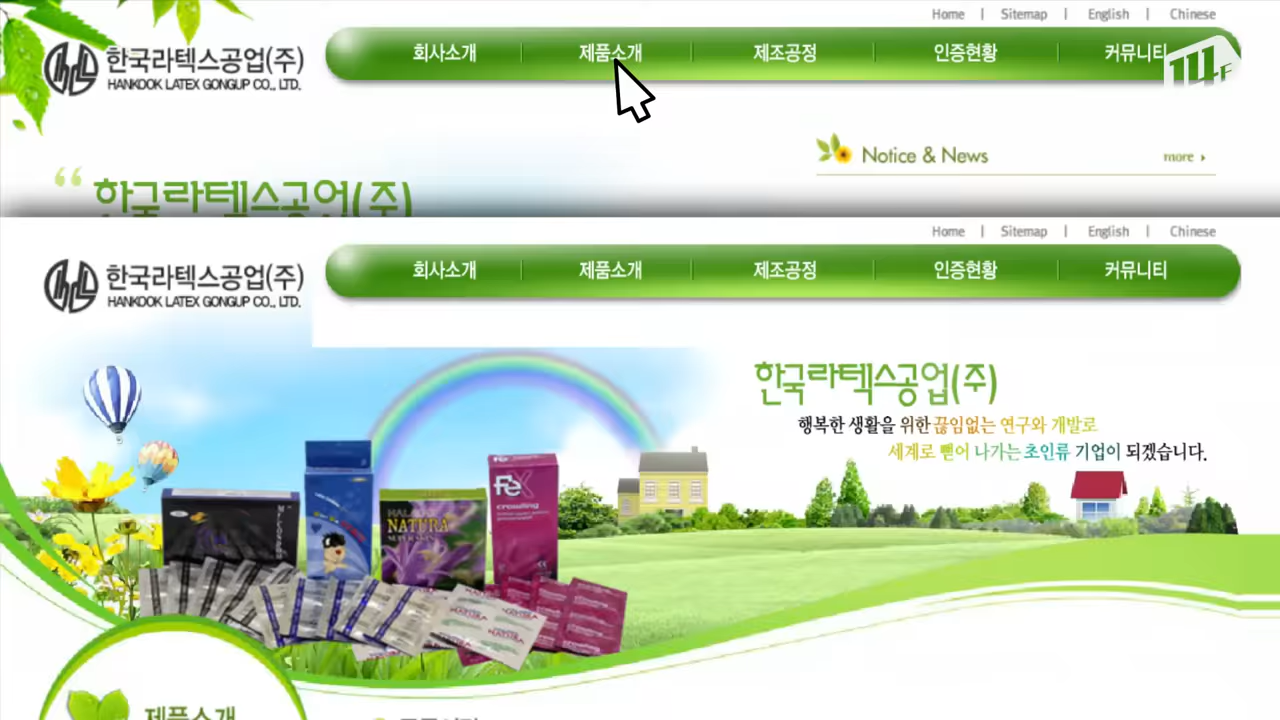 Home | Sitemap | English | Chinese
한국라텍스공업(주)
HANKOOK LATEX GONGUP CO., LTD.
회사소개 제품소개 제조공정 인증현황 커뮤니티
14F
Notice & News
more
한국라텍스공업(주)
Home | Sitemap | English | Chinese
한국라텍스공업(주)
HANKOOK LATEX GONGUP CO., LTD.
회사소개 제품소개 제조공정 인증현황 커뮤니티
한국라텍스공업(주)
행복한 생활을 위한 끊임없는 연구와 개발로
세계로 뻗어 나가는 초인류 기업이 되겠습니다.
NATURA
Fex
제품소개